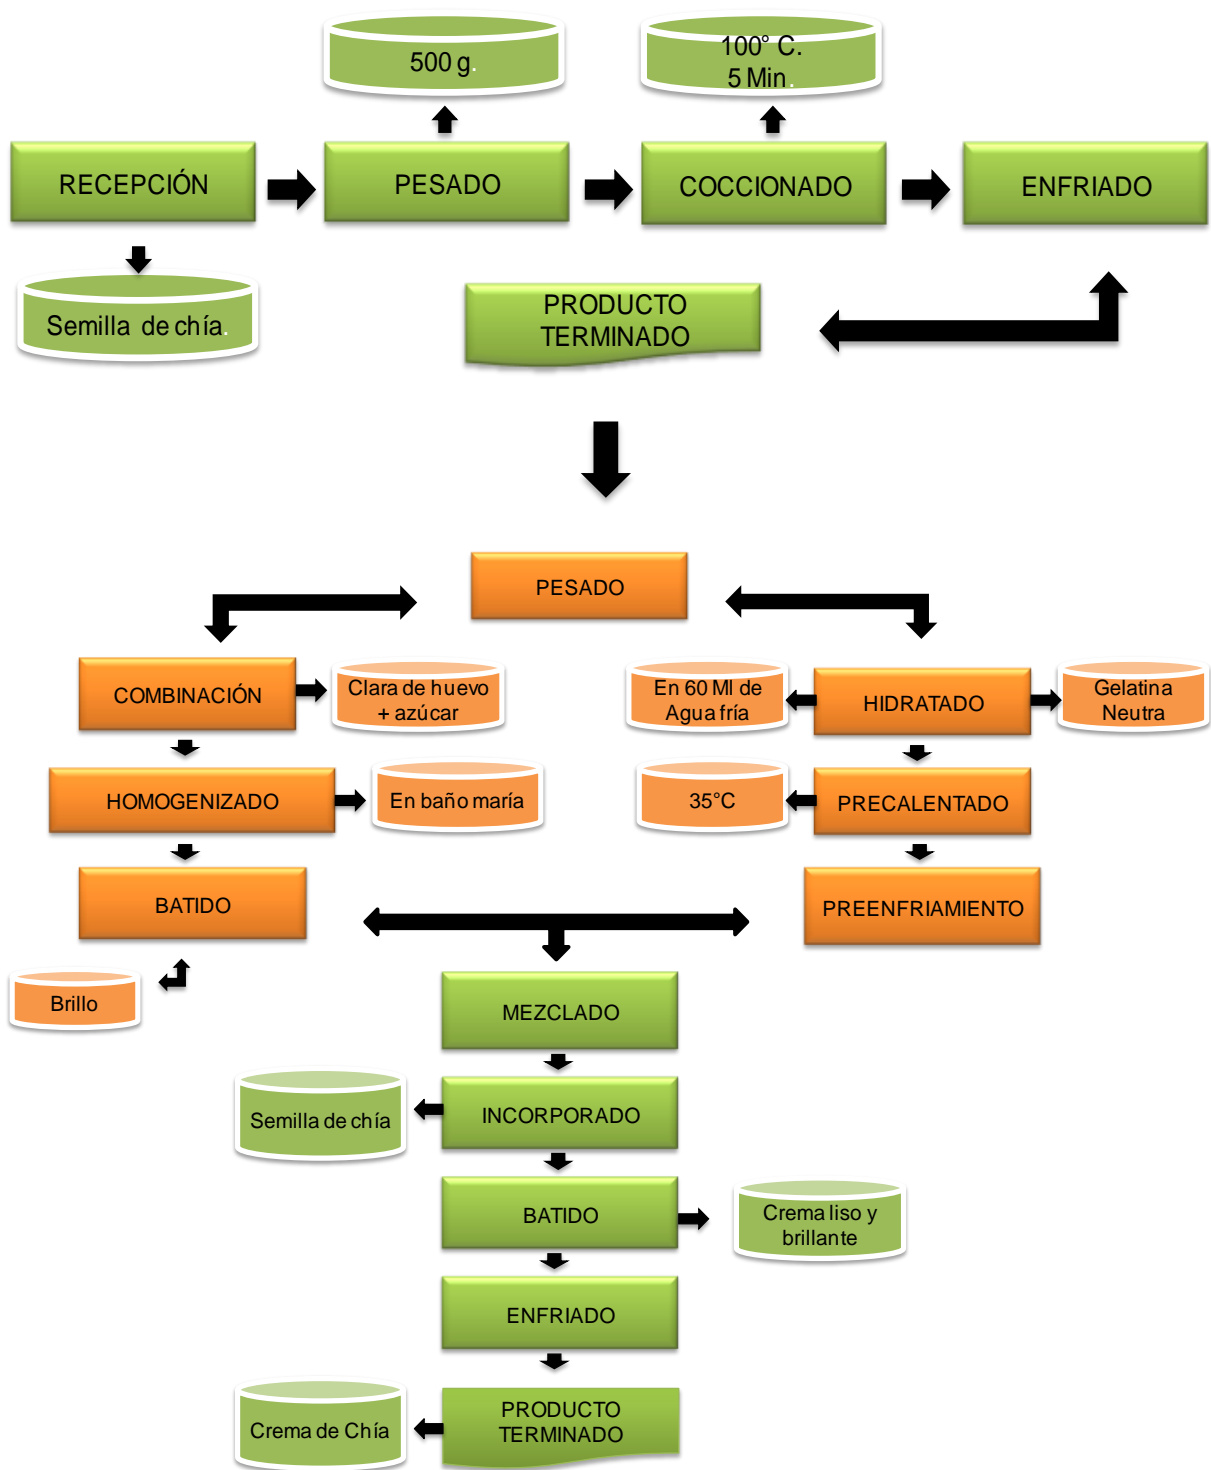 500 g.
100° C.
5 Min.
RECEPCIÓN
PESADO
COCCIONADO
ENFRIADO
Semilla de chía.
PRODUCTO
TERMINADO
PESADO
COMBINACIÓN
Clara de huevo
+ azúcar
En 60 Ml de
Agua fría
HIDRATADO
Gelatina
Neutra
HOMOGENIZADO
En baño maría
35°C
PRECALENTADO
BATIDO
PREENFRIAMIENTO
Brillo
MEZCLADO
Semilla de chía
INCORPORADO
BATIDO
Crema liso y
brillante
ENFRIADO
Crema de Chía
PRODUCTO
TERMINADO